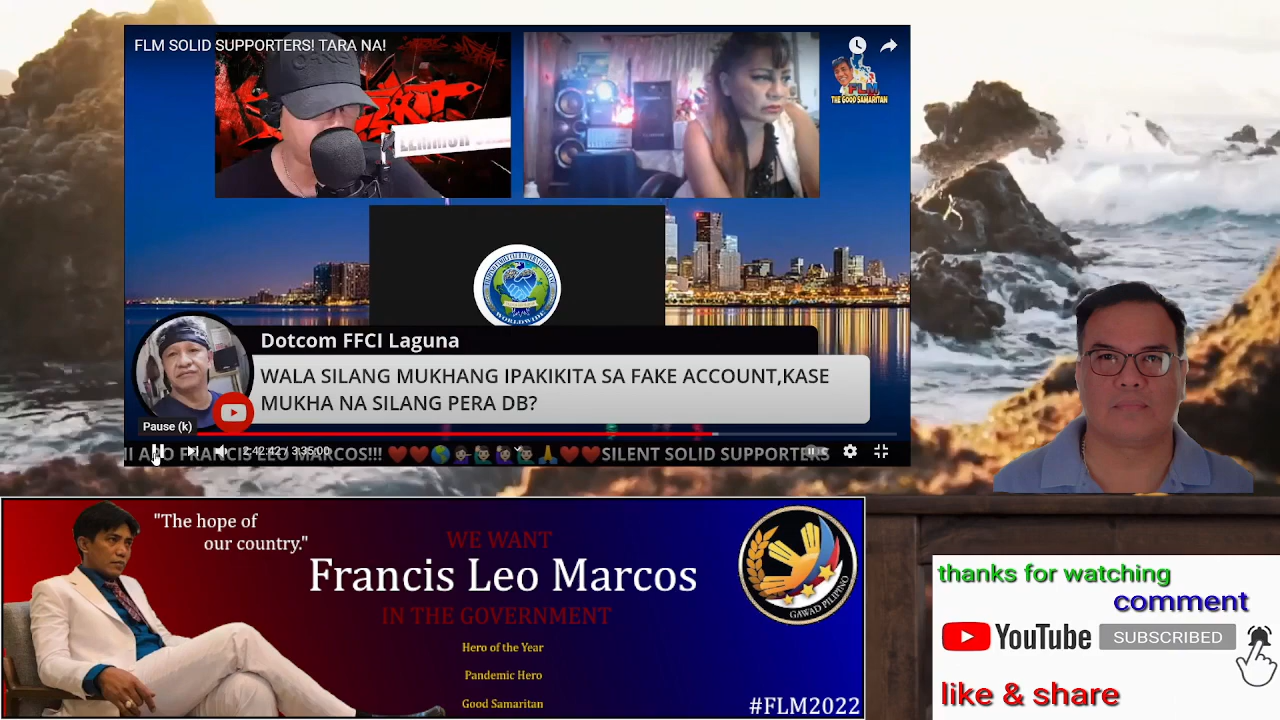 FLM SOLID SUPPORTERS! TARA NA!
FLM
THE GOOD SAMARITAN
WORLDWIDE
Dotcom FFCI Laguna
WALA SILANG MUKHANG IPAKIKITA SA FAKE ACCOUNT,KASE
MUKHA NA SILANG PERA DB?
Pause (k)
2:42:42 / 3:35:00
FRANCIS LEO MARCOS!!! ❤️❤️🌎🙋🙋🙋🙋🙏❤️❤️SILENT SOLID SUPPORTERS
"The hope of
our country."
WE WANT
Francis Leo Marcos
IN THE GOVERNMENT
Hero of the Year
Pandemic Hero
Good Samaritan
GAWAD PILIPINO
#FLM2022
thanks for watching
comment
YouTube SUBSCRIBED
like & share